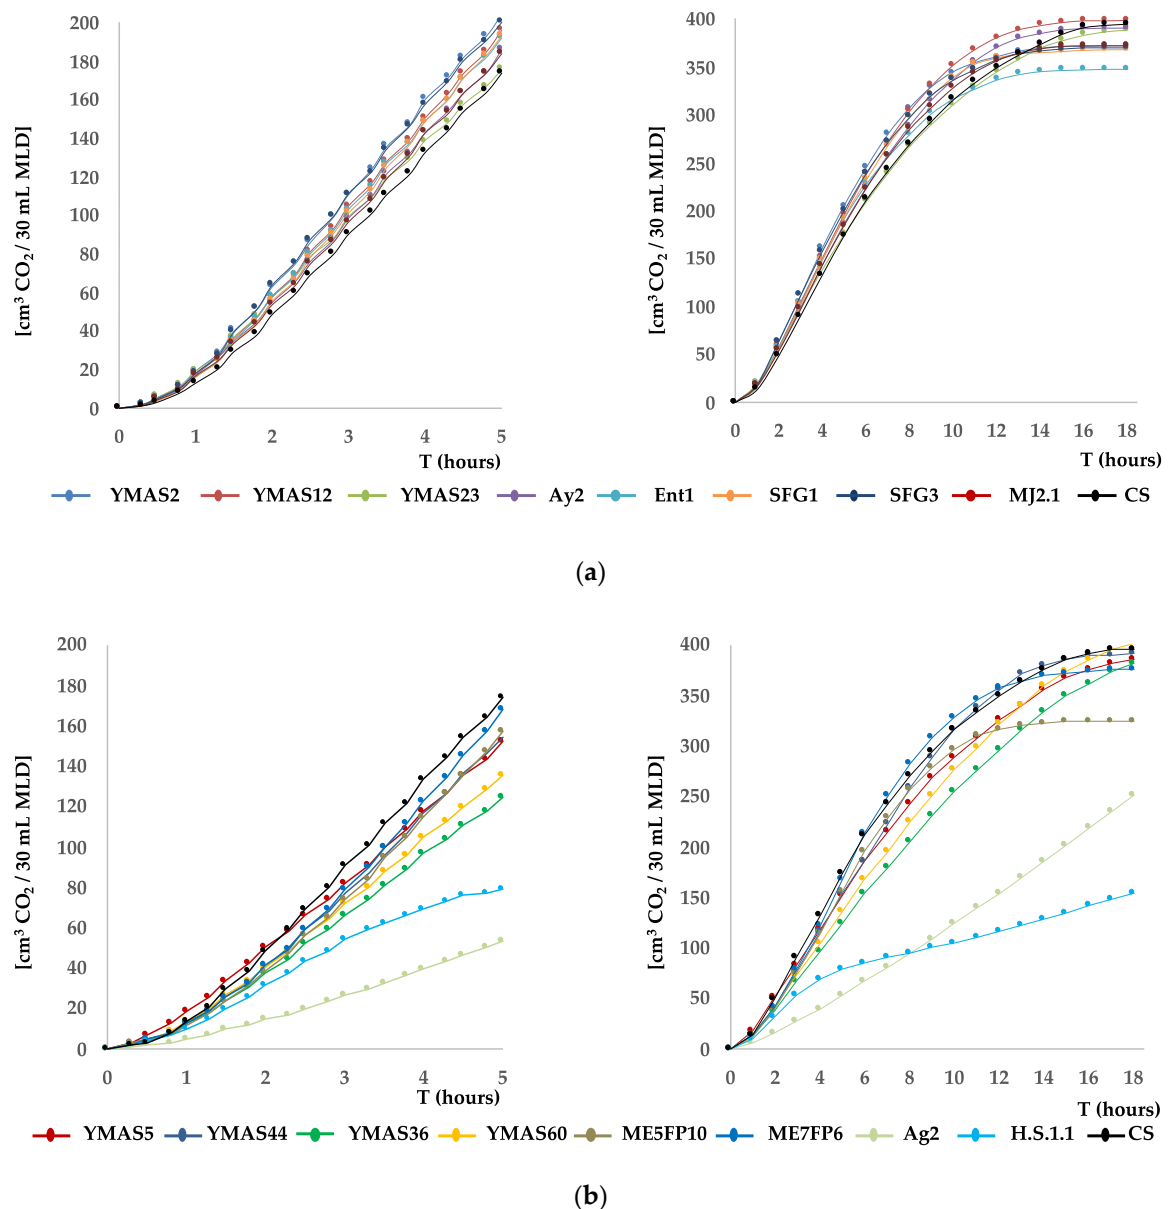 [cm³ CO₂ / 30 mL MLD]
200
180
160
140
120
100
80
60
40
20
0
0 1 2 3 4 5
T (hours)
[cm³ CO₂ / 30 mL MLD]
400
350
300
250
200
150
100
50
0
0 2 4 6 8 10 12 14 16 18
T (hours)
YMAS2 YMAS12 YMAS23 Ay2 Ent1 SFG1 SFG3 MJ2.1 CS
(a)
[cm³ CO₂ / 30 mL MLD]
200
180
160
140
120
100
80
60
40
20
0
0 1 2 3 4 5
T (hours)
[cm³ CO₂ / 30 mL MLD]
400
350
300
250
200
150
100
50
0
0 2 4 6 8 10 12 14 16 18
T (hours)
YMAS5 YMAS44 YMAS36 YMAS60 ME5FP10 ME7FP6 Ag2 H.S.1.1 CS
(b)